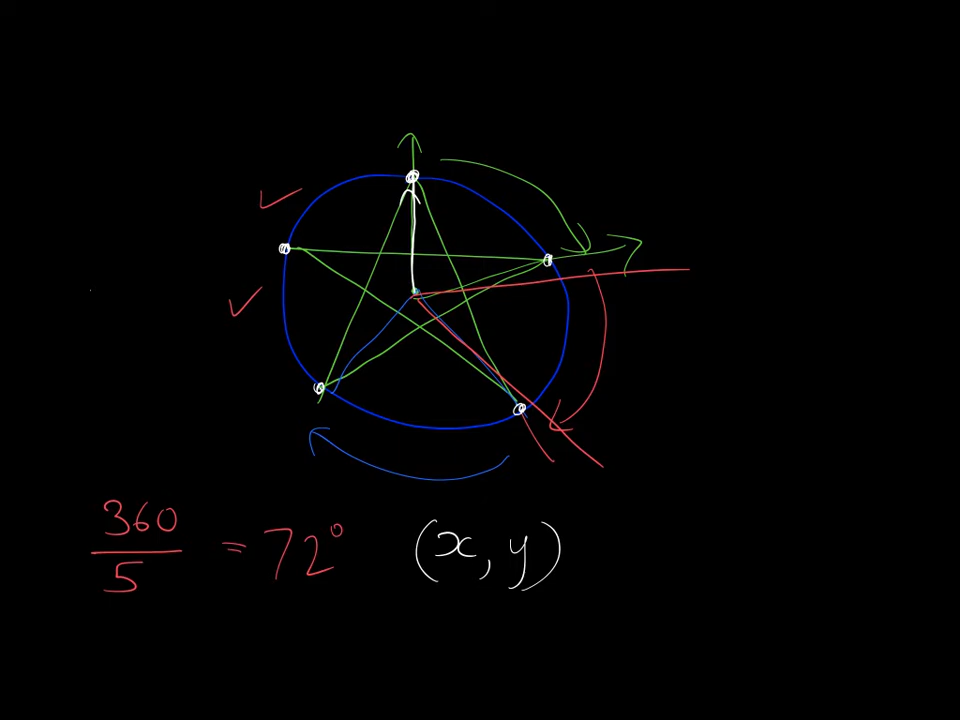 360/5 = 72° (x, y)